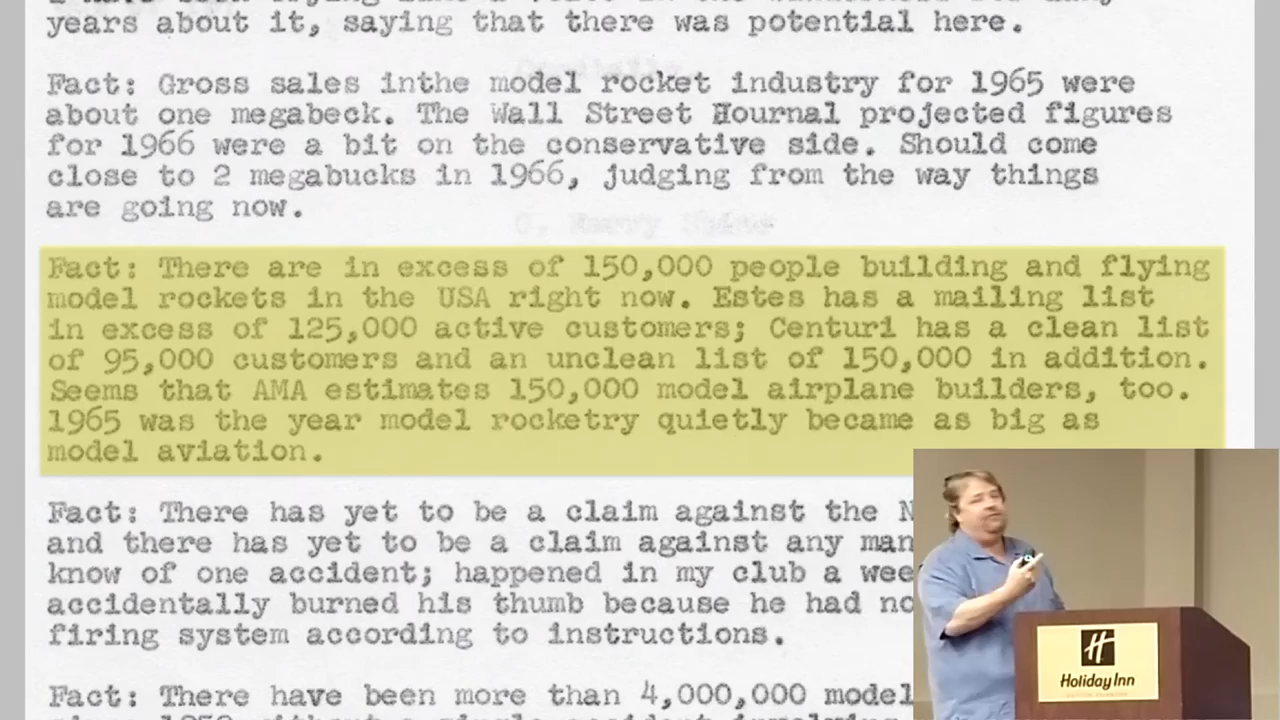 years about it, saying that there was potential here.
Fact: Gross sales inthe model rocket industry for 1965 were
about one megabeck. The Wall Street Hournal projected figures
for 1966 were a bit on the conservative side. Should come
close to 2 megabucks in 1966, judging from the way things
are going now.
Fact: There are in excess of 150,000 people building and flying
model rockets in the USA right now. Estes has a mailing list
in excess of 125,000 active customers; Centuri has a clean list
of 95,000 customers and an unclean list of 150,000 in addition.
Seems that AMA estimates 150,000 model airplane builders, too.
1965 was the year model rocketry quietly became as big as
model aviation.
Fact: There has yet to be a claim against the N
and there has yet to be a claim against any man
know of one accident; happened in my club a wee
accidentally burned his thumb because he had no
firing system according to instructions.
Fact: There have been more than 4,000,000 model
H
Holiday Inn